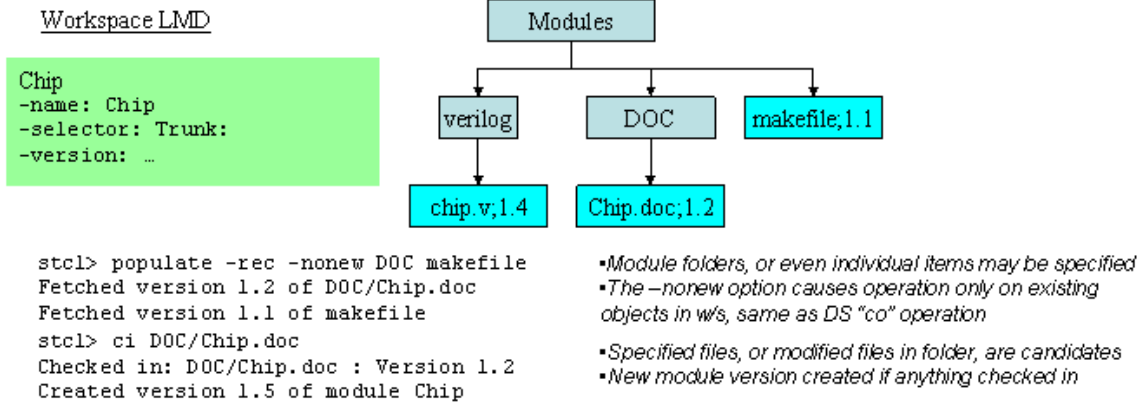 Workspace LMD
Modules
Chip
-name: Chip
-selector: Trunk:
-version: …
verilog
DOC
makefile;1.1
chip.v;1.4
Chip.doc;1.2
stcl> populate -rec -nonew DOC makefile
Fetched version 1.2 of DOC/Chip.doc
Fetched version 1.1 of makefile
stcl> ci DOC/Chip.doc
Checked in: DOC/Chip.doc : Version 1.2
Created version 1.5 of module Chip
▪Module folders, or even individual items may be specified
▪The –nonew option causes operation only on existing
objects in w/s, same as DS "co" operation
▪Specified files, or modified files in folder, are candidates
▪New module version created if anything checked in